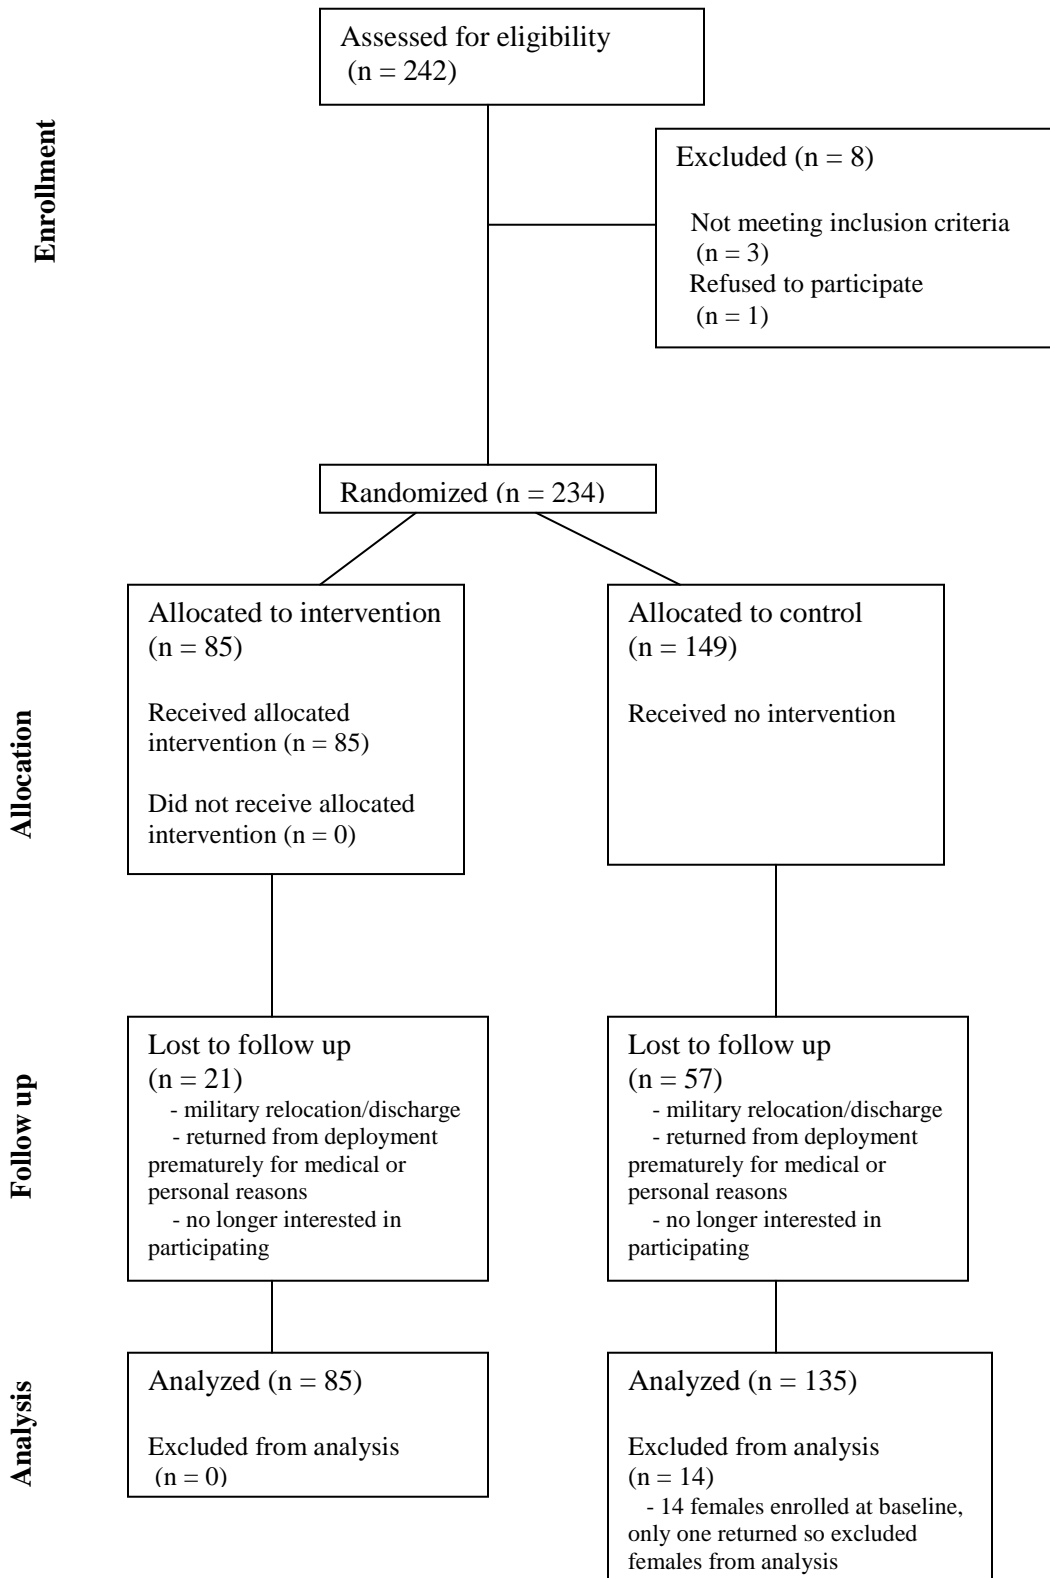 Assessed for eligibility
(n = 242)
Enrollment
Excluded (n = 8)
Not meeting inclusion criteria
(n = 3)
Refused to participate
(n = 1)
Randomized (n = 234)
Allocation
Allocated to intervention
(n = 85)
Received allocated
intervention (n = 85)
Did not receive allocated
intervention (n = 0)
Allocated to control
(n = 149)
Received no intervention
Follow up
Lost to follow up
(n = 21)
- military relocation/discharge
- returned from deployment
prematurely for medical or
personal reasons
- no longer interested in
participating
Lost to follow up
(n = 57)
- military relocation/discharge
- returned from deployment
prematurely for medical or
personal reasons
- no longer interested in
participating
Analysis
Analyzed (n = 85)
Excluded from analysis
(n = 0)
Analyzed (n = 135)
Excluded from analysis
(n = 14)
- 14 females enrolled at baseline,
only one returned so excluded
females from analysis